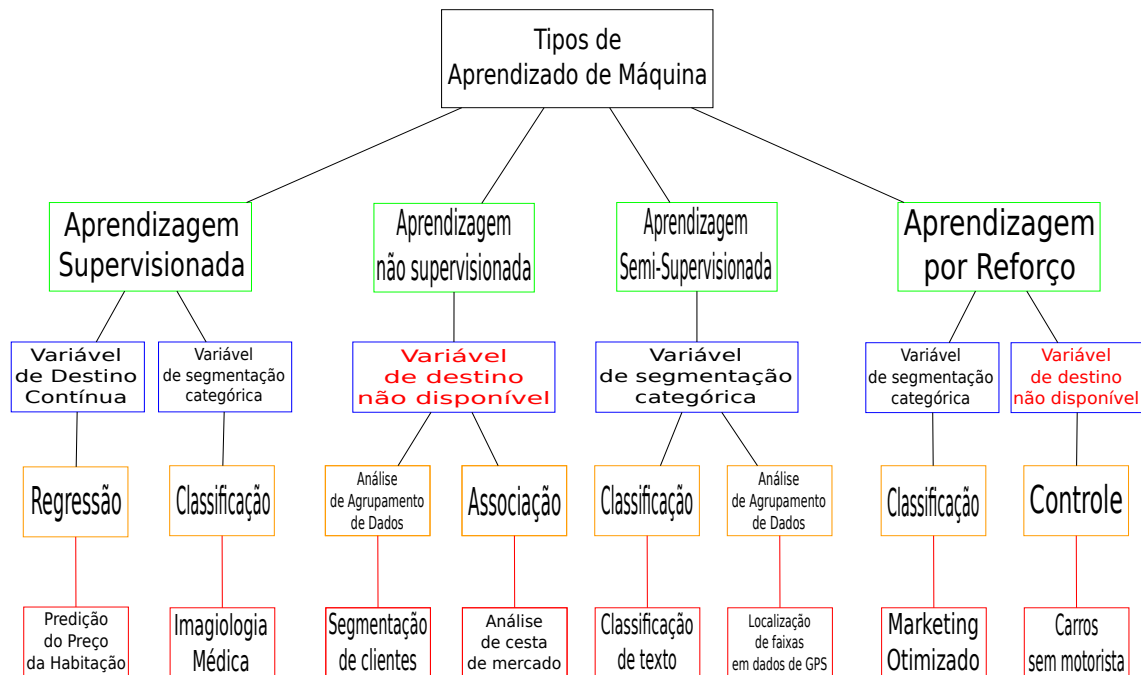 Tipos de
Aprendizado de Máquina
Aprendizagem
Supervisionada
Aprendizagem
não supervisionada
Aprendizagem
Semi-Supervisionada
Aprendizagem
por Reforço
Variável
de Destino
Contínua
Variável
de segmentação
categórica
Variável
de destino
não disponível
Variável
de segmentação
categórica
Variável
de segmentação
categórica
Variável
de destino
não disponível
Regressão
Classificação
Análise
de Agrupamento
de Dados
Associação
Classificação
Análise
de Agrupamento
de Dados
Classificação
Controle
Predição
do Preço
da Habitação
Imagiologia
Médica
Segmentação
de clientes
Análise
de cesta
de mercado
Classificação
de texto
Localização
de faixas
em dados de GPS
Marketing
Otimizado
Carros
sem motorista